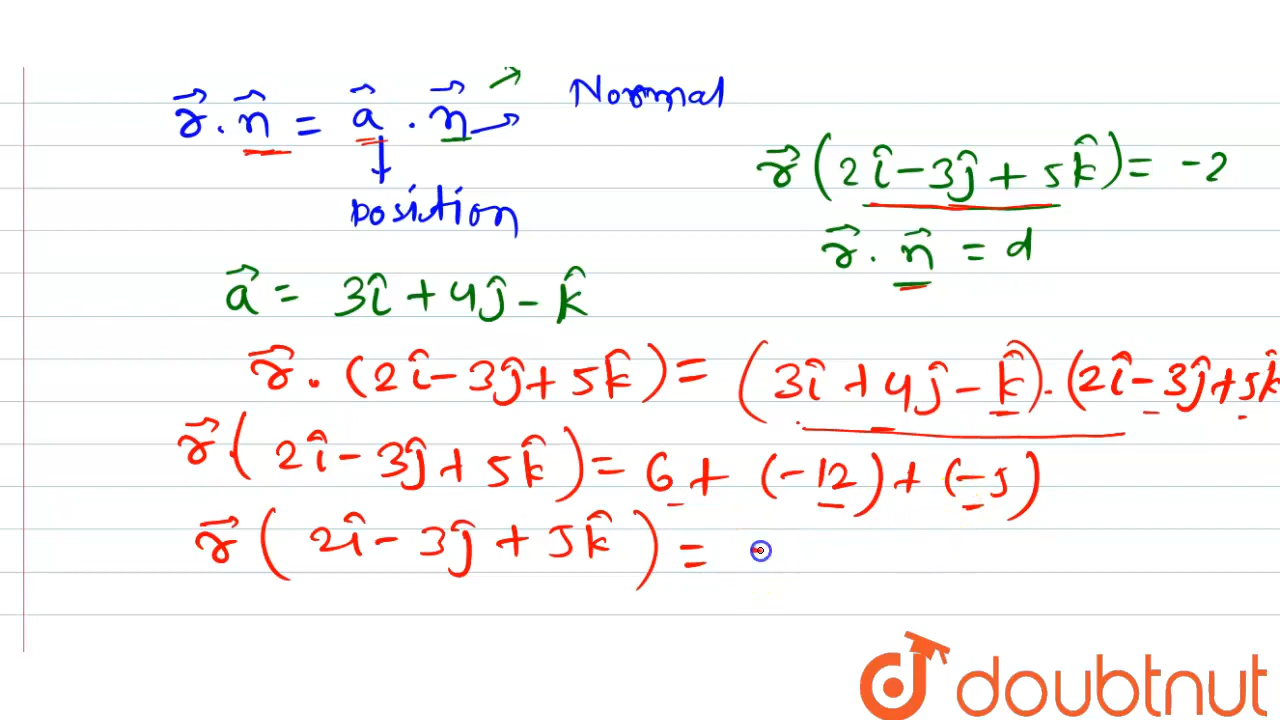 r⃗ . n⃗ = a⃗ . n⃗ → Normal
position
r⃗ (2î − 3ĵ + 5k̂) = −2
r⃗ . n⃗ = d
a⃗ = 3î + 4ĵ − k̂
r⃗ . (2î − 3ĵ + 5k̂) = (3î + 4ĵ − k̂) . (2î − 3ĵ + 5k̂
r⃗ . (2î − 3ĵ + 5k̂) = 6 + (−12) + (−5)
r⃗ (2î − 3ĵ + 5k̂) =
doubtnut